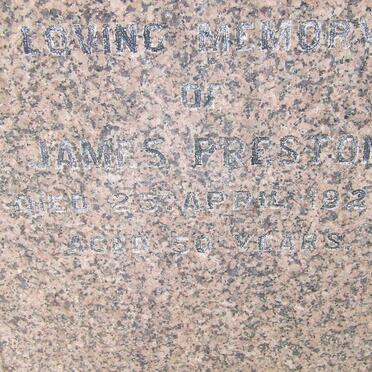 LOVING MEMORY
OF
JAMES PRESTON
DIED 25 APRIL 192
AGED 50 YEARS